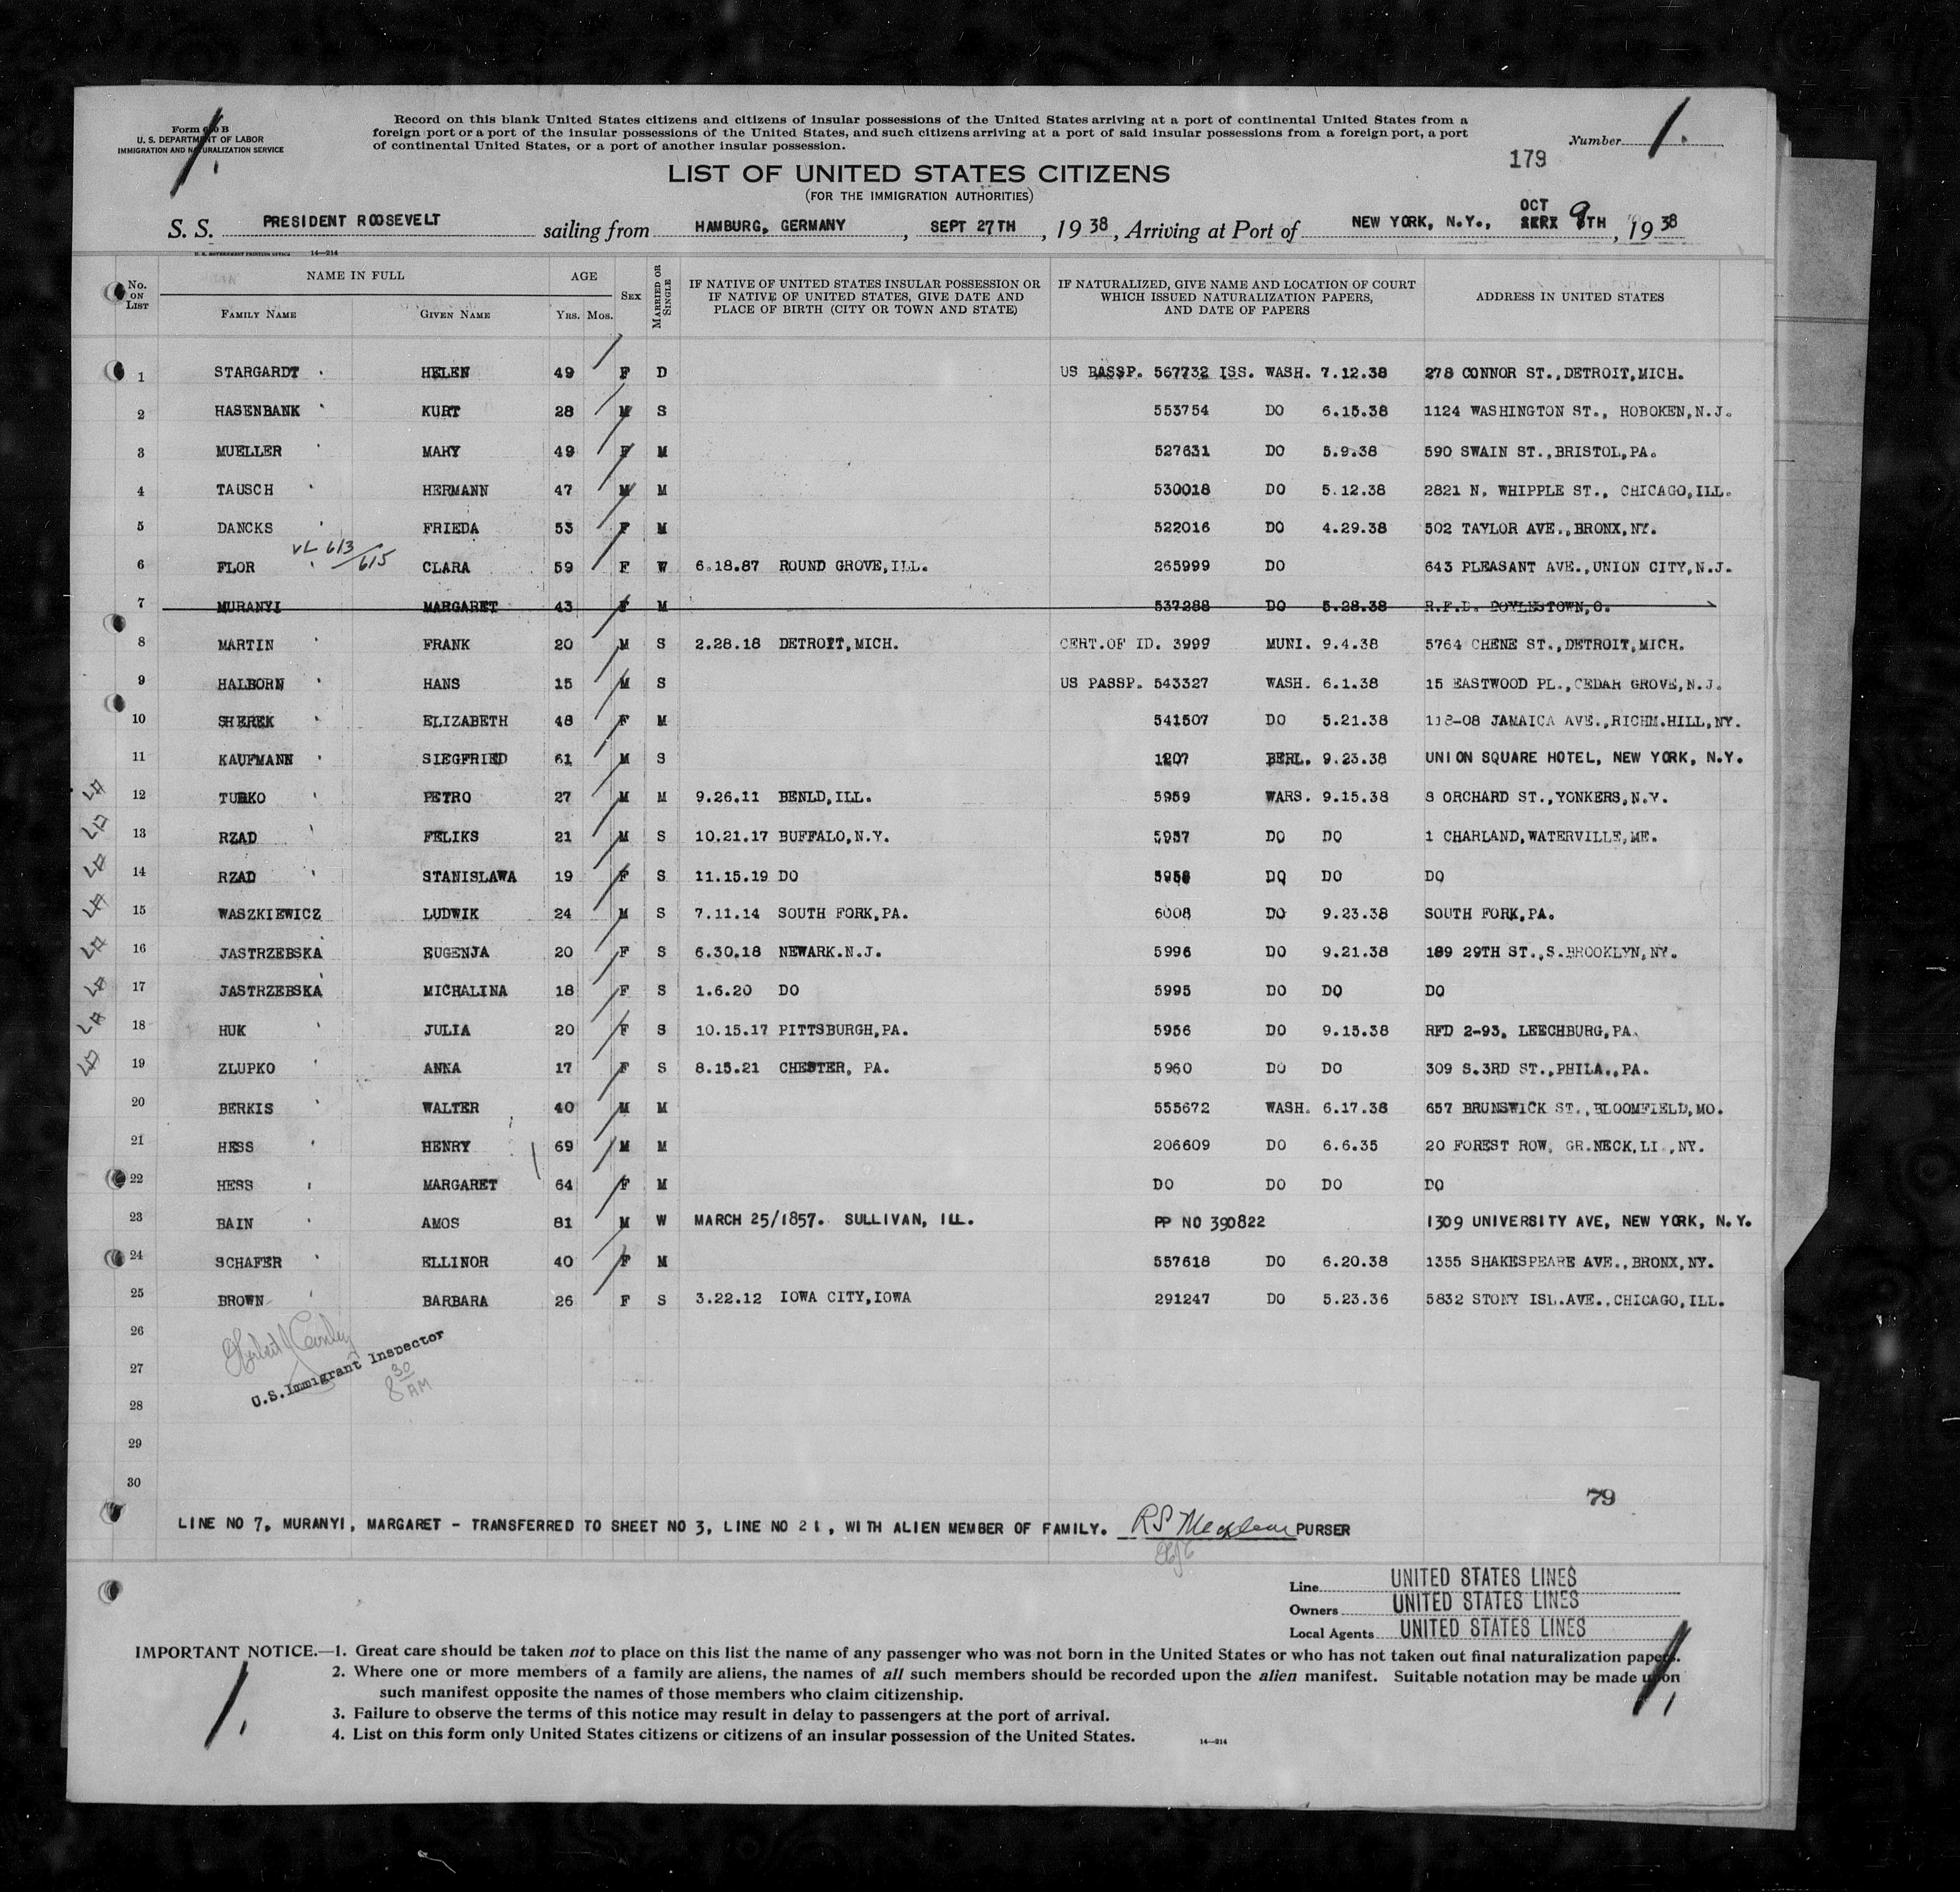 Form 630 B
U. S. DEPARTMENT OF LABOR
IMMIGRATION AND NATURALIZATION SERVICE
1.
Record on this blank United States citizens and citizens of insular possessions of the United States arriving at a port of continental United States from a
foreign port or a port of the insular possessions of the United States, and such citizens arriving at a port of said insular possessions from a foreign port, a port
of continental United States, or a port of another insular possession.
Number 1.
179
LIST OF UNITED STATES CITIZENS
(FOR THE IMMIGRATION AUTHORITIES)
S. S. PRESIDENT ROOSEVELT sailing from HAMBURG, GERMANY, SEPT 27TH, 1938, Arriving at Port of NEW YORK, N.Y., OCT 9TH, 1938
U. S. GOVERNMENT PRINTING OFFICE 14—214
No. ON LIST NAME IN FULL AGE SEX MARRIED OR SINGLE IF NATIVE OF UNITED STATES INSULAR POSSESSION OR IF NATIVE OF UNITED STATES, GIVE DATE AND PLACE OF BIRTH (CITY OR TOWN AND STATE) IF NATURALIZED, GIVE NAME AND LOCATION OF COURT WHICH ISSUED NATURALIZATION PAPERS, AND DATE OF PAPERS ADDRESS IN UNITED STATES
FAMILY NAME GIVEN NAME YRS. MOS.
1 STARGARDT HELEN 49 F D US PASSP. 567732 ISS. WASH. 7.12.38 278 CONNOR ST.,DETROIT,MICH.
2 HASENBANK KURT 28 M S 553754 DO 6.15.38 1124 WASHINGTON ST., HOBOKEN,N.J.
3 MUELLER MARY 49 F M 527631 DO 5.9.38 590 SWAIN ST.,BRISTOL,PA.
4 TAUSCH HERMANN 47 M M 530018 DO 5.12.38 2821 N. WHIPPLE ST., CHICAGO,ILL.
5 DANCKS FRIEDA 53 F M 522016 DO 4.29.38 502 TAYLOR AVE.,BRONX,NY.
VL 613/615
6 FLOR CLARA 59 F W 6.18.87 ROUND GROVE,ILL. 265999 DO 643 PLEASANT AVE.,UNION CITY,N.J.
7 MURANYI MARGARET 43 F M 537288 DO 5.28.38 R.F.D. DOYLESTOWN,O.
8 MARTIN FRANK 20 M S 2.28.18 DETROIT,MICH. CERT.OF ID. 3999 MUNI. 9.4.38 5764 CHENE ST.,DETROIT,MICH.
9 HALBORN HANS 15 M S US PASSP. 543327 WASH. 6.1.38 15 EASTWOOD PL.,CEDAR GROVE,N.J.
10 SHEREK ELIZABETH 48 F M 541507 DO 5.21.38 118-08 JAMAICA AVE.,RICHM.HILL,NY.
11 KAUFMANN SIEGFRIED 61 M S 1207 BERL. 9.23.38 UNION SQUARE HOTEL, NEW YORK, N.Y.
12 TURKO PETRO 27 M M 9.26.11 BENLD,ILL. 5959 WARS. 9.15.38 8 ORCHARD ST.,YONKERS,N.Y.
13 RZAD FELIKS 21 M S 10.21.17 BUFFALO,N.Y. 5957 DO DO 1 CHARLAND,WATERVILLE,ME.
14 RZAD STANISLAWA 19 F S 11.15.19 DO 5958 DO DO DO
15 WASZKIEWICZ LUDWIK 24 M S 7.11.14 SOUTH FORK,PA. 6008 DO 9.23.38 SOUTH FORK,PA.
16 JASTRZEBSKA EUGENJA 20 F S 6.30.18 NEWARK.N.J. 5996 DO 9.21.38 189 29TH ST.,S.BROOKLYN,NY.
17 JASTRZEBSKA MICHALINA 18 F S 1.6.20 DO 5995 DO DO DO
18 HUK JULIA 20 F S 10.15.17 PITTSBURGH,PA. 5956 DO 9.15.38 RFD 2-93, LEECHBURG,PA.
19 ZLUPKO ANNA 17 F S 8.15.21 CHESTER, PA. 5960 DO DO 309 S.3RD ST.,PHILA.,PA.
20 BERKIS WALTER 40 M M 555672 WASH. 6.17.38 657 BRUNSWICK ST.,BLOOMFIELD,MO.
21 HESS HENRY 69 M M 206609 DO 6.6.35 20 FOREST ROW, GR.NECK,LI.,NY.
22 HESS MARGARET 64 F M DO DO DO DO
23 BAIN AMOS 81 M W MARCH 25/1857. SULLIVAN, ILL. PP NO 390822 1309 UNIVERSITY AVE, NEW YORK, N.Y.
24 SCHAFER ELLINOR 40 F M 557618 DO 6.20.38 1355 SHAKESPEARE AVE.,BRONX,NY.
25 BROWN BARBARA 26 F S 3.22.12 IOWA CITY,IOWA 291247 DO 5.23.36 5832 STONY ISL.AVE.,CHICAGO,ILL.
26
27
28
29
30
U.S. Immigrant Inspector
8 30 AM
79
LINE NO 7, MURANYI, MARGARET - TRANSFERRED TO SHEET NO 3, LINE NO 21, WITH ALIEN MEMBER OF FAMILY. PURSER
Line UNITED STATES LINES
Owners UNITED STATES LINES
Local Agents UNITED STATES LINES
IMPORTANT NOTICE.—1. Great care should be taken not to place on this list the name of any passenger who was not born in the United States or who has not taken out final naturalization papers.
2. Where one or more members of a family are aliens, the names of all such members should be recorded upon the alien manifest. Suitable notation may be made upon
such manifest opposite the names of those members who claim citizenship.
3. Failure to observe the terms of this notice may result in delay to passengers at the port of arrival.
4. List on this form only United States citizens or citizens of an insular possession of the United States.
14—214
1.
1.